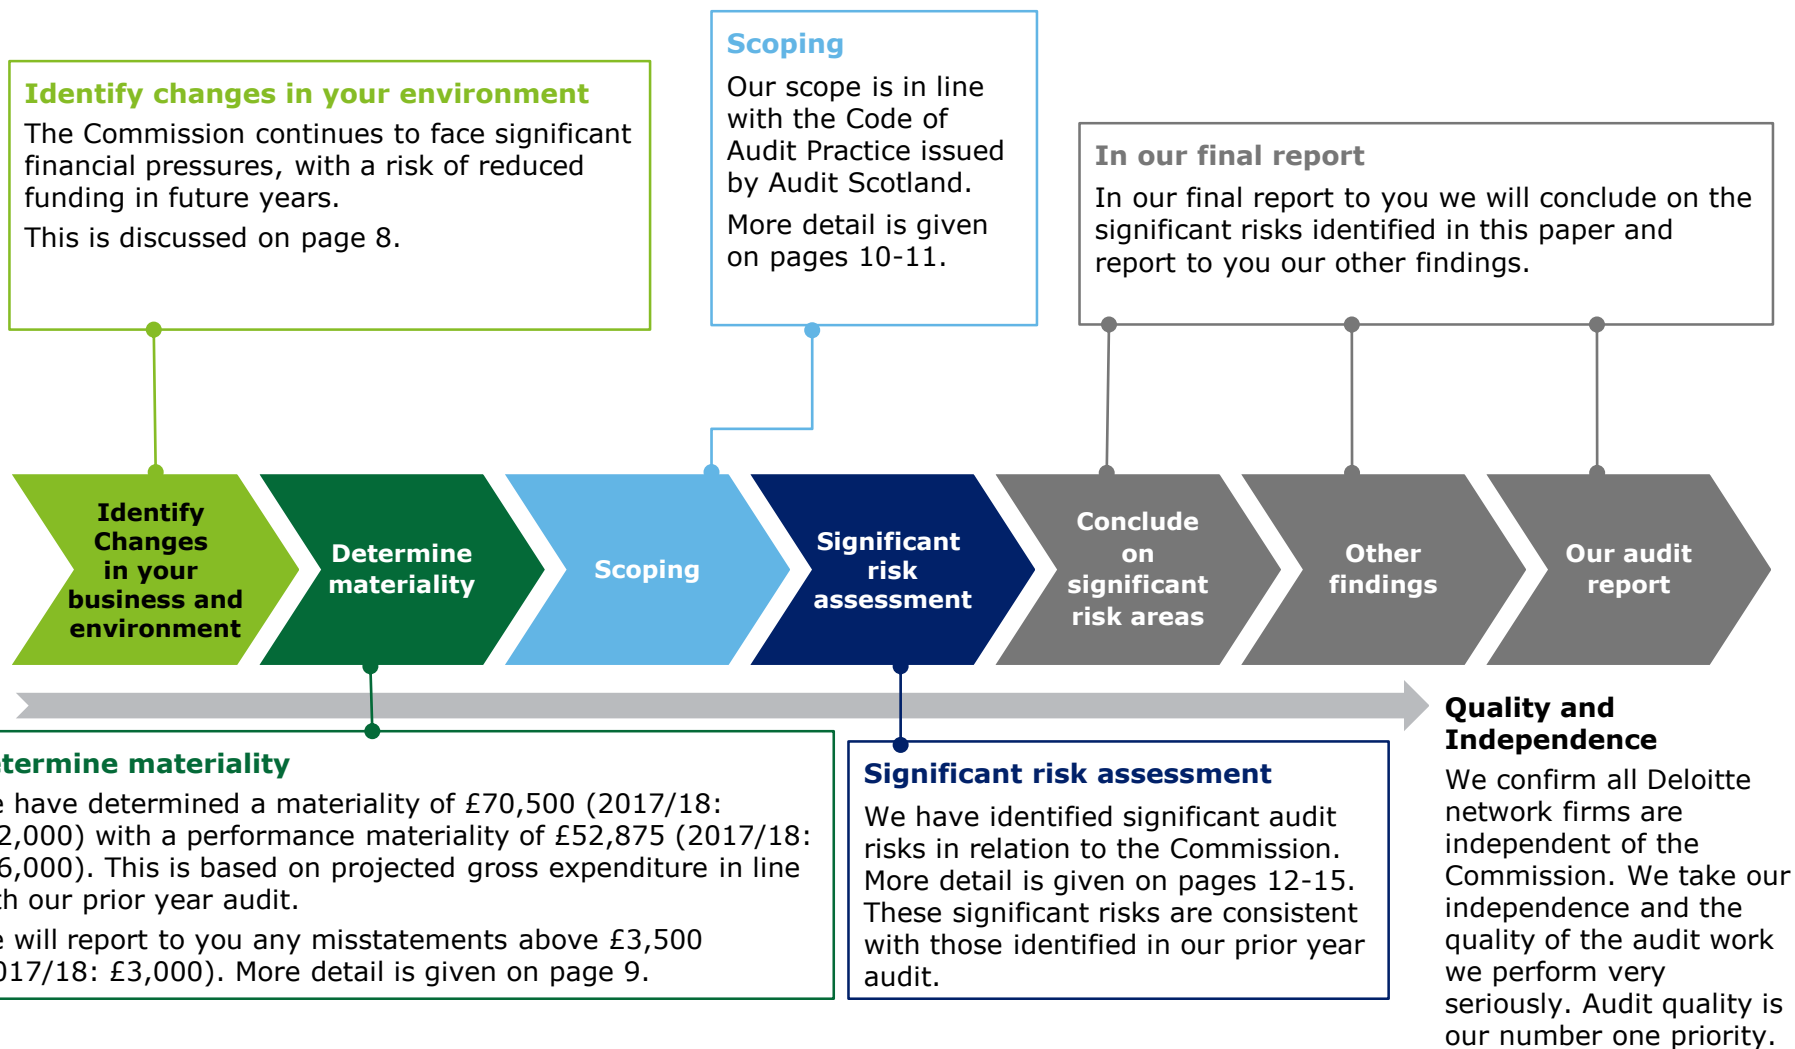 Scoping
Our scope is in line
with the Code of
Audit Practice issued
by Audit Scotland.
More detail is given
on pages 10-11.
Identify changes in your environment
The Commission continues to face significant
financial pressures, with a risk of reduced
funding in future years.
This is discussed on page 8.
In our final report
In our final report to you we will conclude on the
significant risks identified in this paper and
report to you our other findings.
Identify
Changes
in your
business and
environment
Determine
materiality
Scoping
Significant
risk
assessment
Conclude
on
significant
risk areas
Other
findings
Our audit
report
etermine materiality
e have determined a materiality of £70,500 (2017/18:
2,000) with a performance materiality of £52,875 (2017/18:
6,000). This is based on projected gross expenditure in line
th our prior year audit.
e will report to you any misstatements above £3,500
017/18: £3,000). More detail is given on page 9.
Significant risk assessment
We have identified significant audit
risks in relation to the Commission.
More detail is given on pages 12-15.
These significant risks are consistent
with those identified in our prior year
audit.
Quality and
Independence
We confirm all Deloitte
network firms are
independent of the
Commission. We take our
independence and the
quality of the audit work
we perform very
seriously. Audit quality is
our number one priority.